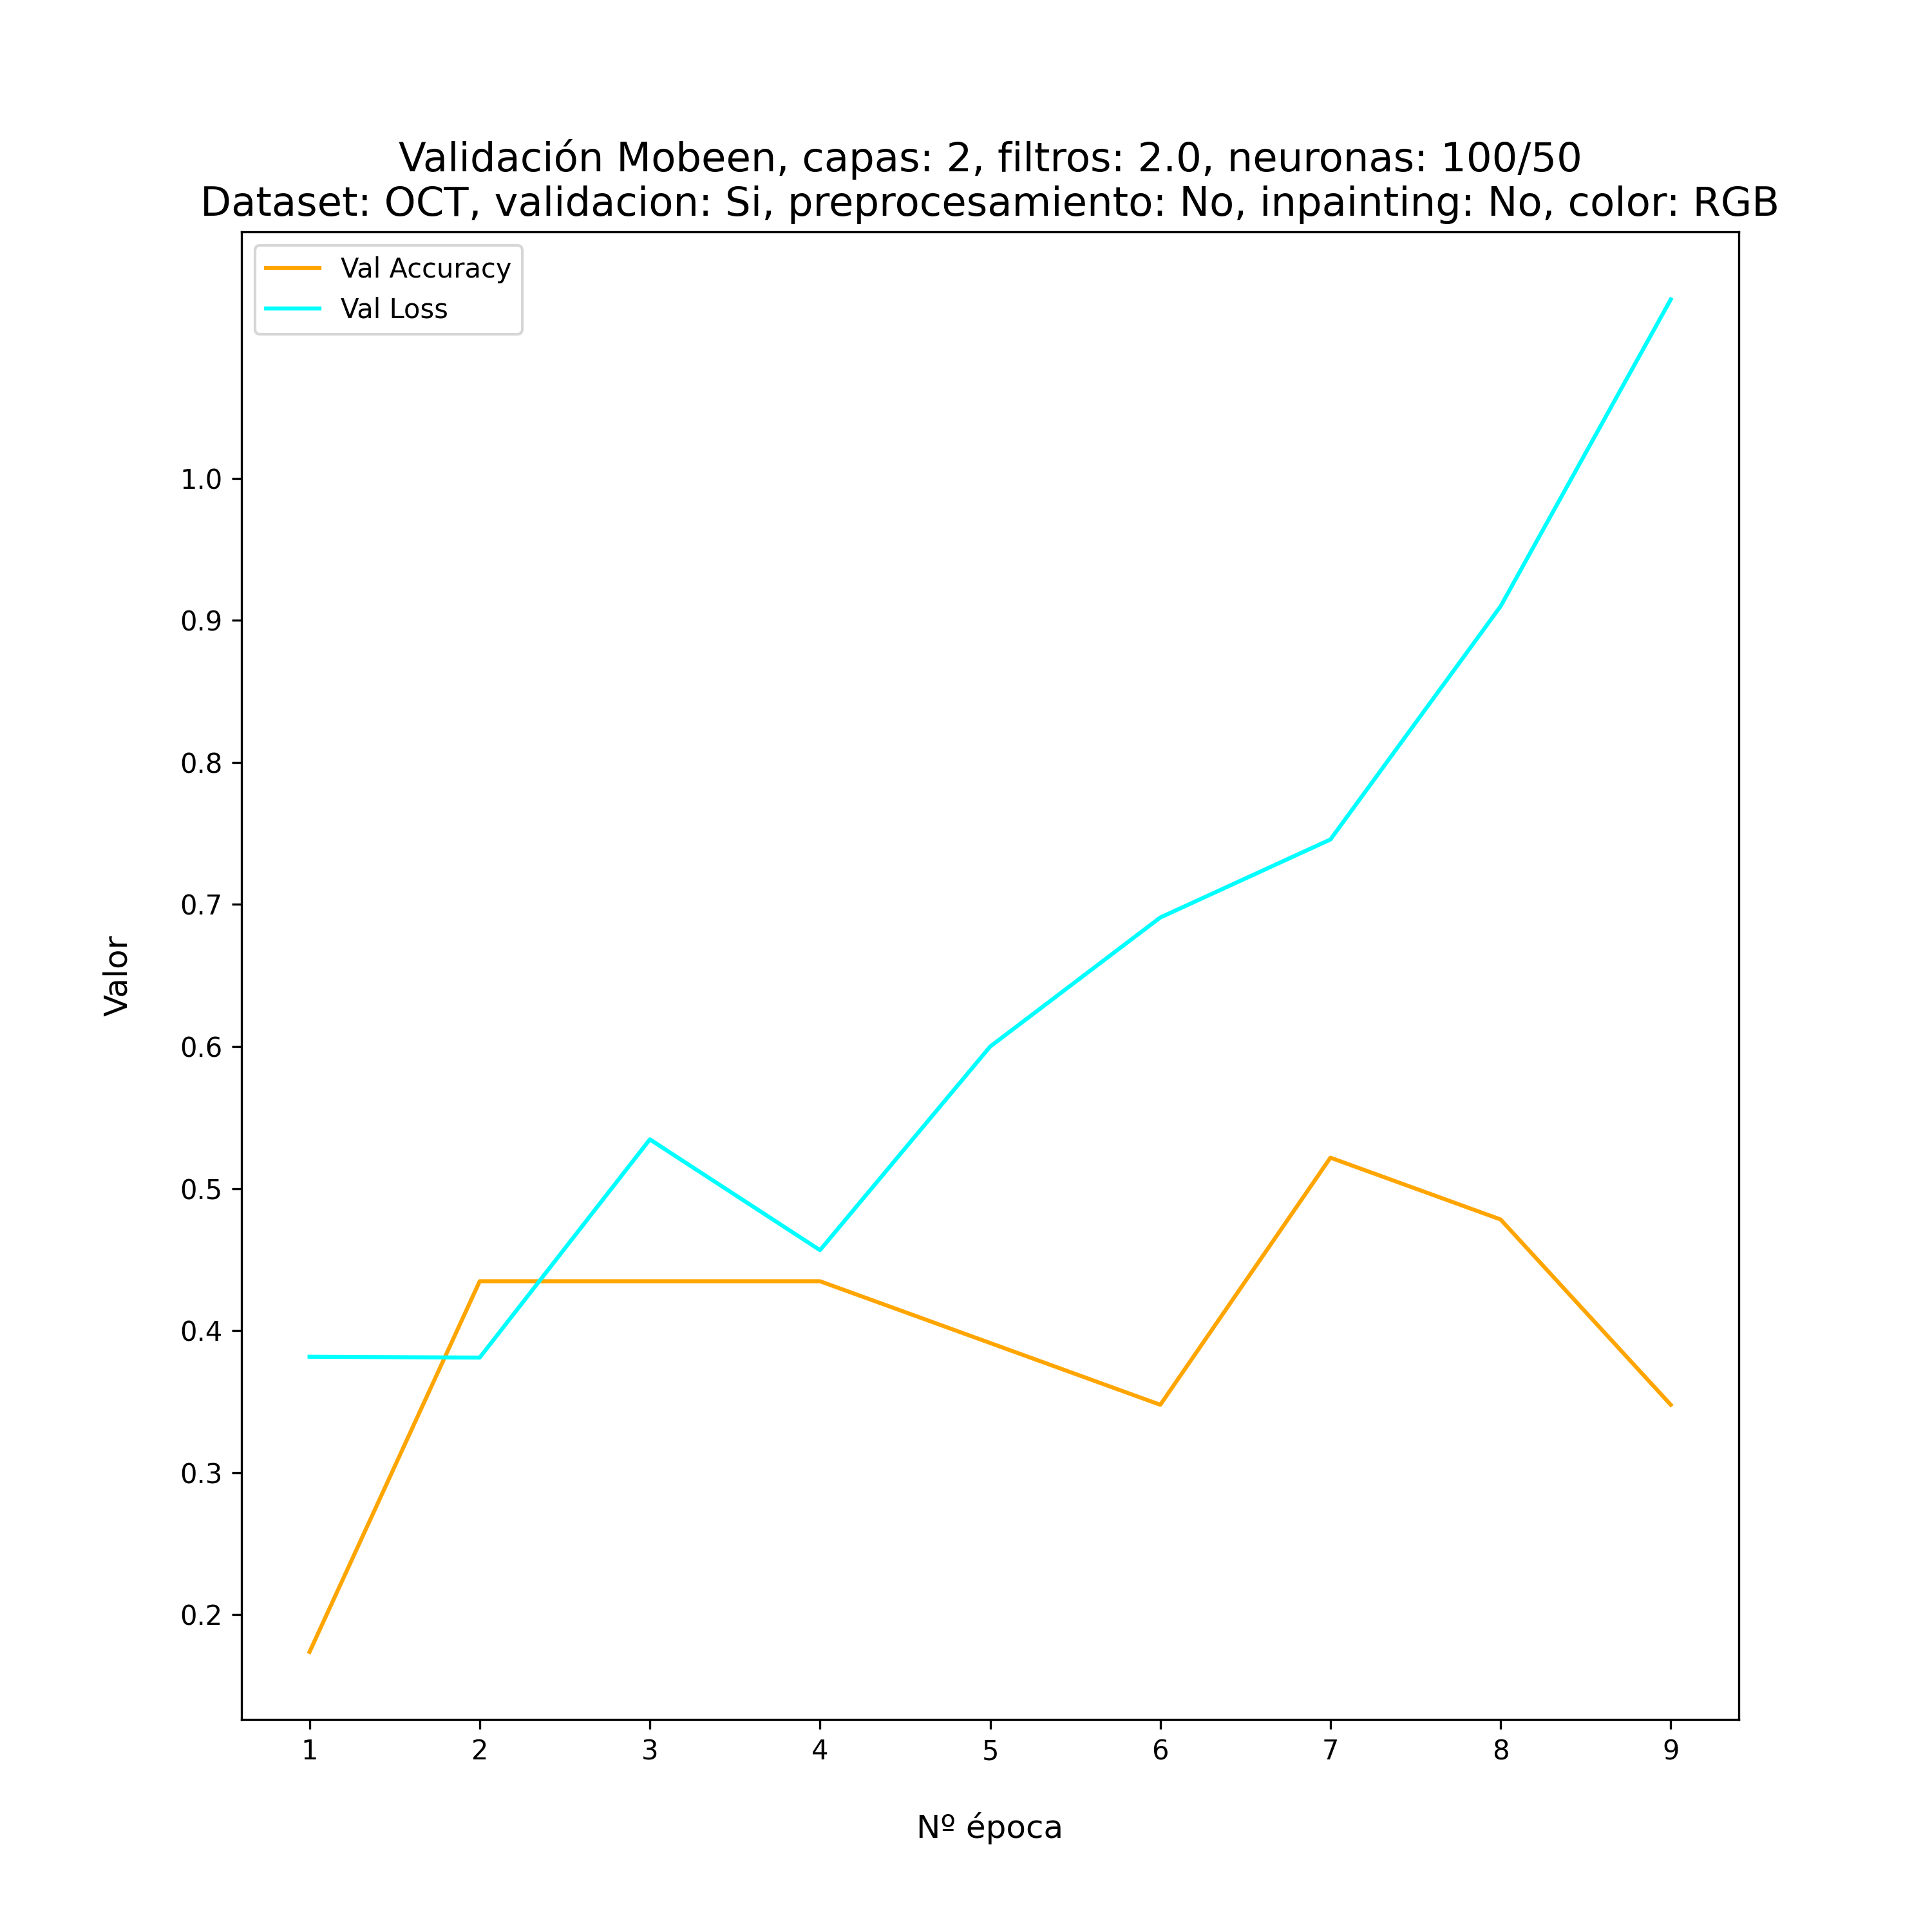 Validación Mobeen, capas: 2, filtros: 2.0, neuronas: 100/50
Dataset: OCT, validacion: Si, preprocesamiento: No, inpainting: No, color: RGB
Val Accuracy
Val Loss
1.0
0.9
0.8
0.7
0.6
0.5
0.4
0.3
0.2
Valor
1 2 3 4 5 6 7 8 9
Nº época